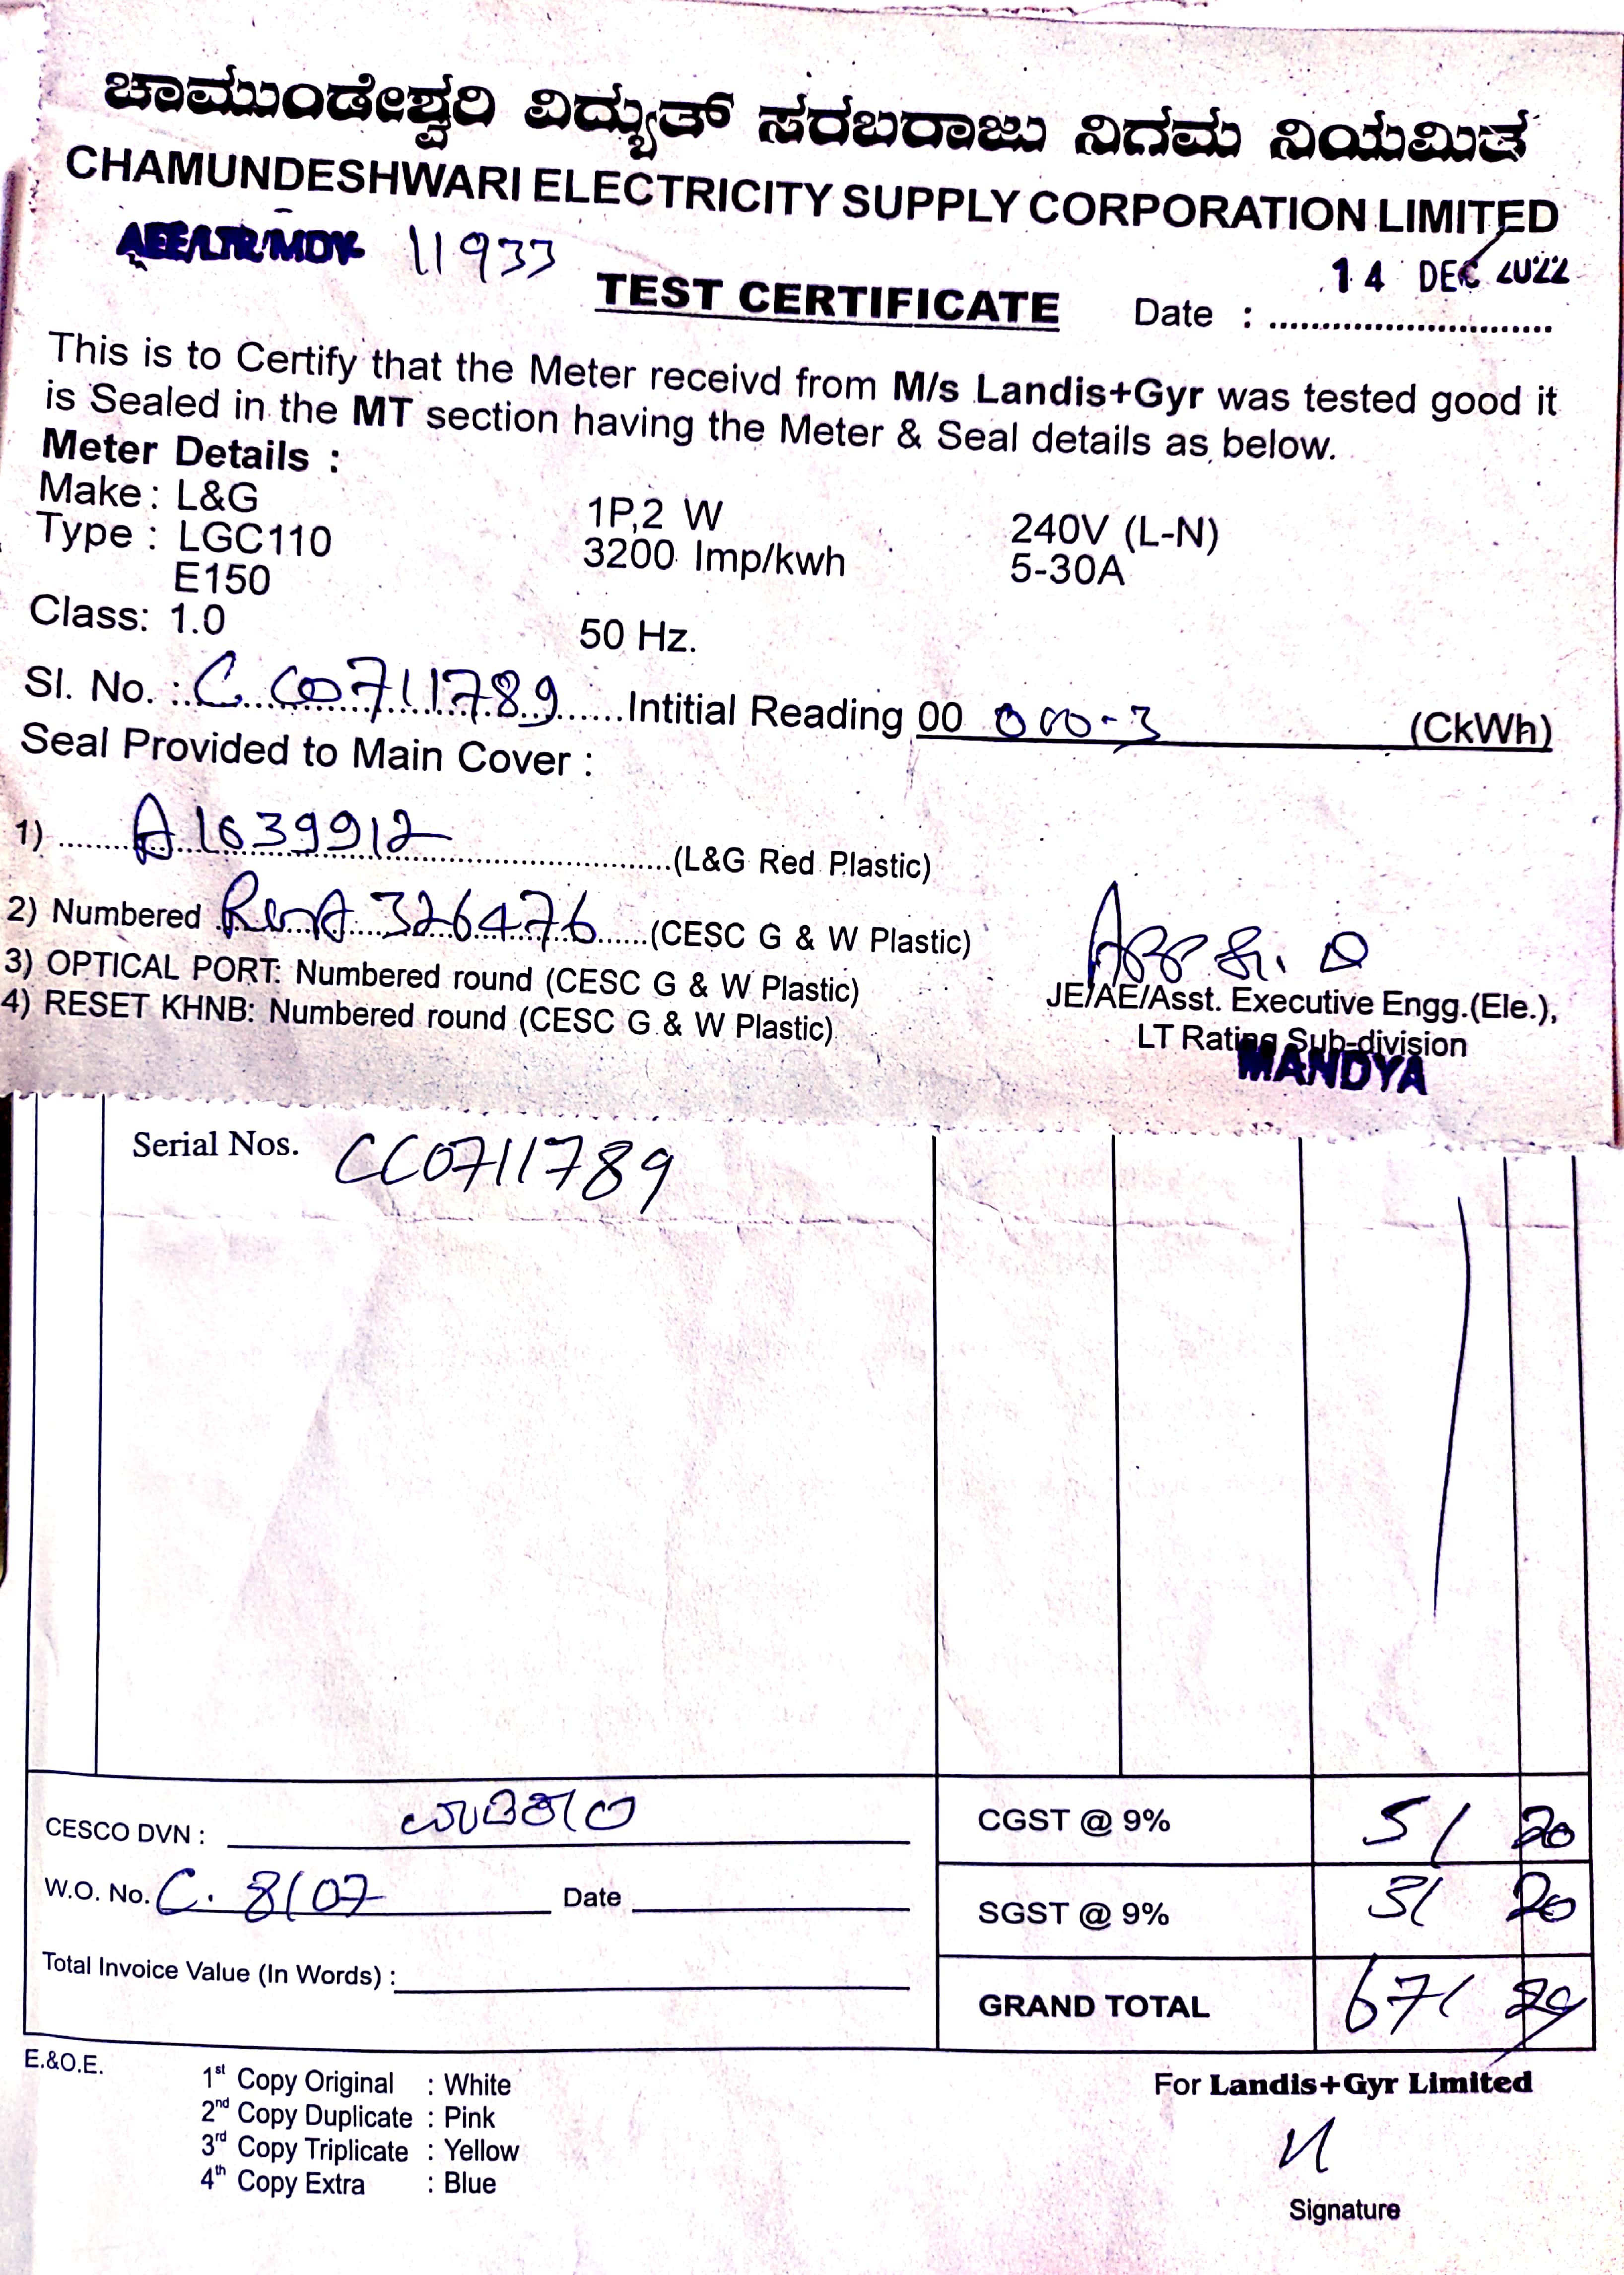 ಚಾಮುಂಡೇಶ್ವರಿ ವಿದ್ಯುತ್ ಸರಬರಾಜು ನಿಗಮ ನಿಯಮಿತ
CHAMUNDESHWARI ELECTRICITY SUPPLY CORPORATION LIMITED
AEE/LTR/MDY 11933
TEST CERTIFICATE Date : 14 DEC 2022
This is to Certify that the Meter receivd from M/s Landis+Gyr was tested good it
is Sealed in the MT section having the Meter & Seal details as below.
Meter Details :
Make : L&G 1P,2 W 240V (L-N)
Type : LGC110 3200 Imp/kwh 5-30A
E150
Class: 1.0 50 Hz.
Sl. No. : C C0711789 Intitial Reading 00 000-3 (CkWh)
Seal Provided to Main Cover :
1) A1639912 (L&G Red Plastic)
2) Numbered 326476 (CESC G & W Plastic)
3) OPTICAL PORT: Numbered round (CESC G & W Plastic)
4) RESET KHNB: Numbered round (CESC G & W Plastic)
JE/AE/Asst. Executive Engg.(Ele.),
LT Rating Sub-division
MANDYA
Serial Nos. CC0711789
CESCO DVN :
CGST @ 9% 51 20
W.O. No. C. 8107 Date
SGST @ 9% 51 20
Total Invoice Value (In Words) :
GRAND TOTAL 671
E.&O.E.
1st Copy Original : White
2nd Copy Duplicate : Pink
3rd Copy Triplicate : Yellow
4th Copy Extra : Blue
For Landis+Gyr Limited
Signature